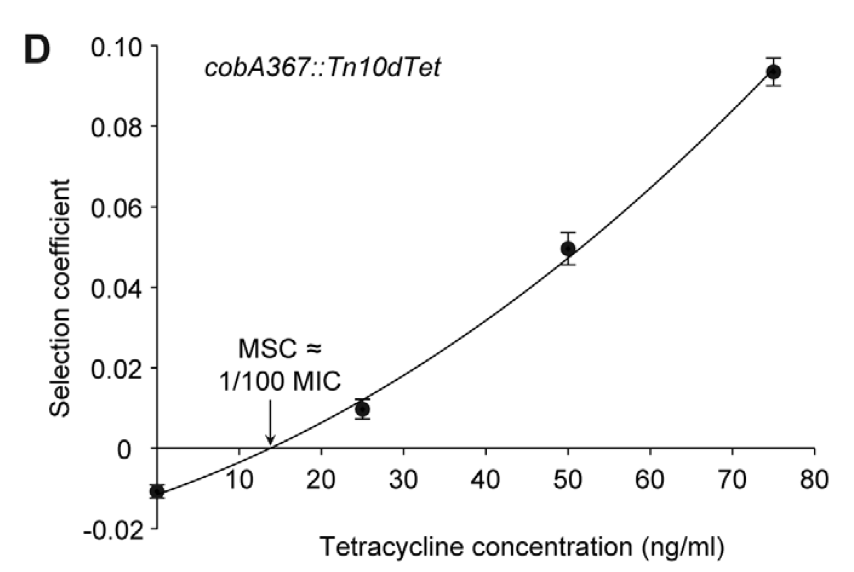 D
cobA367::Tn10dTet
0.10
0.08
0.06
0.04
0.02
0
-0.02
Selection coefficient
MSC ≈
1/100 MIC
10 20 30 40 50 60 70 80
Tetracycline concentration (ng/ml)